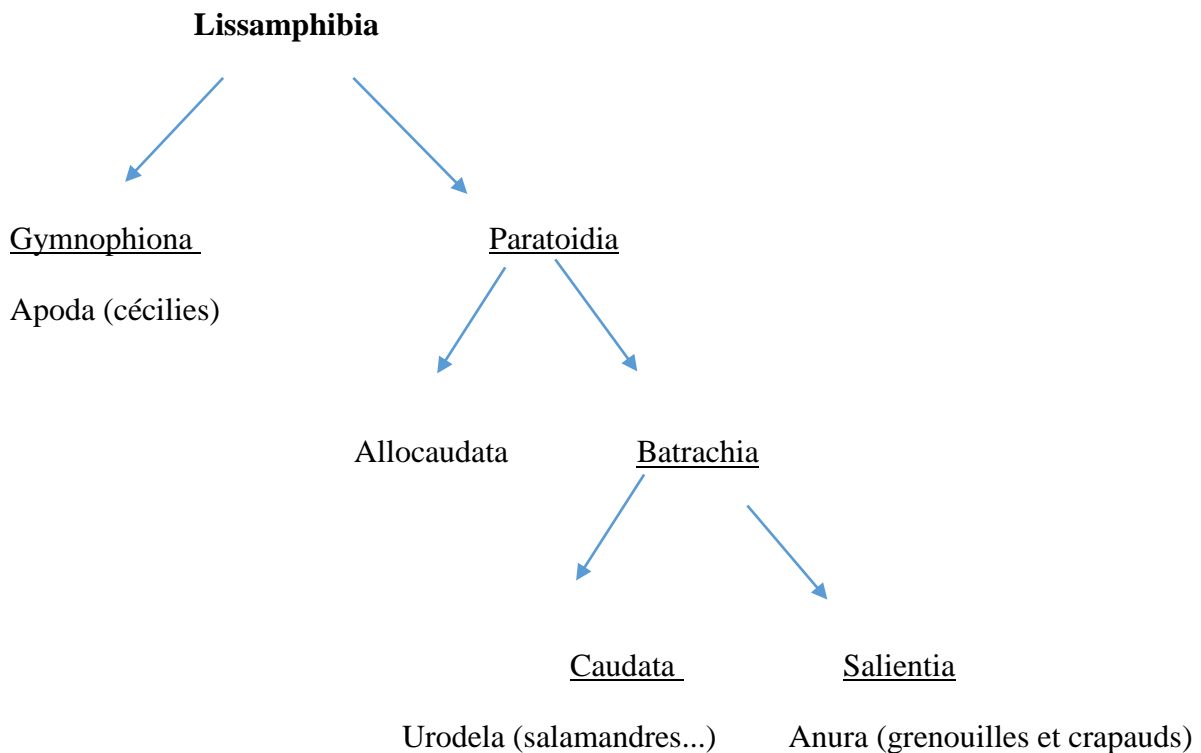 Lissamphibia
Gymnophiona Paratoidia
Apoda (cécilies)
Allocaudata Batrachia
Caudata Salientia
Urodela (salamandres...) Anura (grenouilles et crapauds)